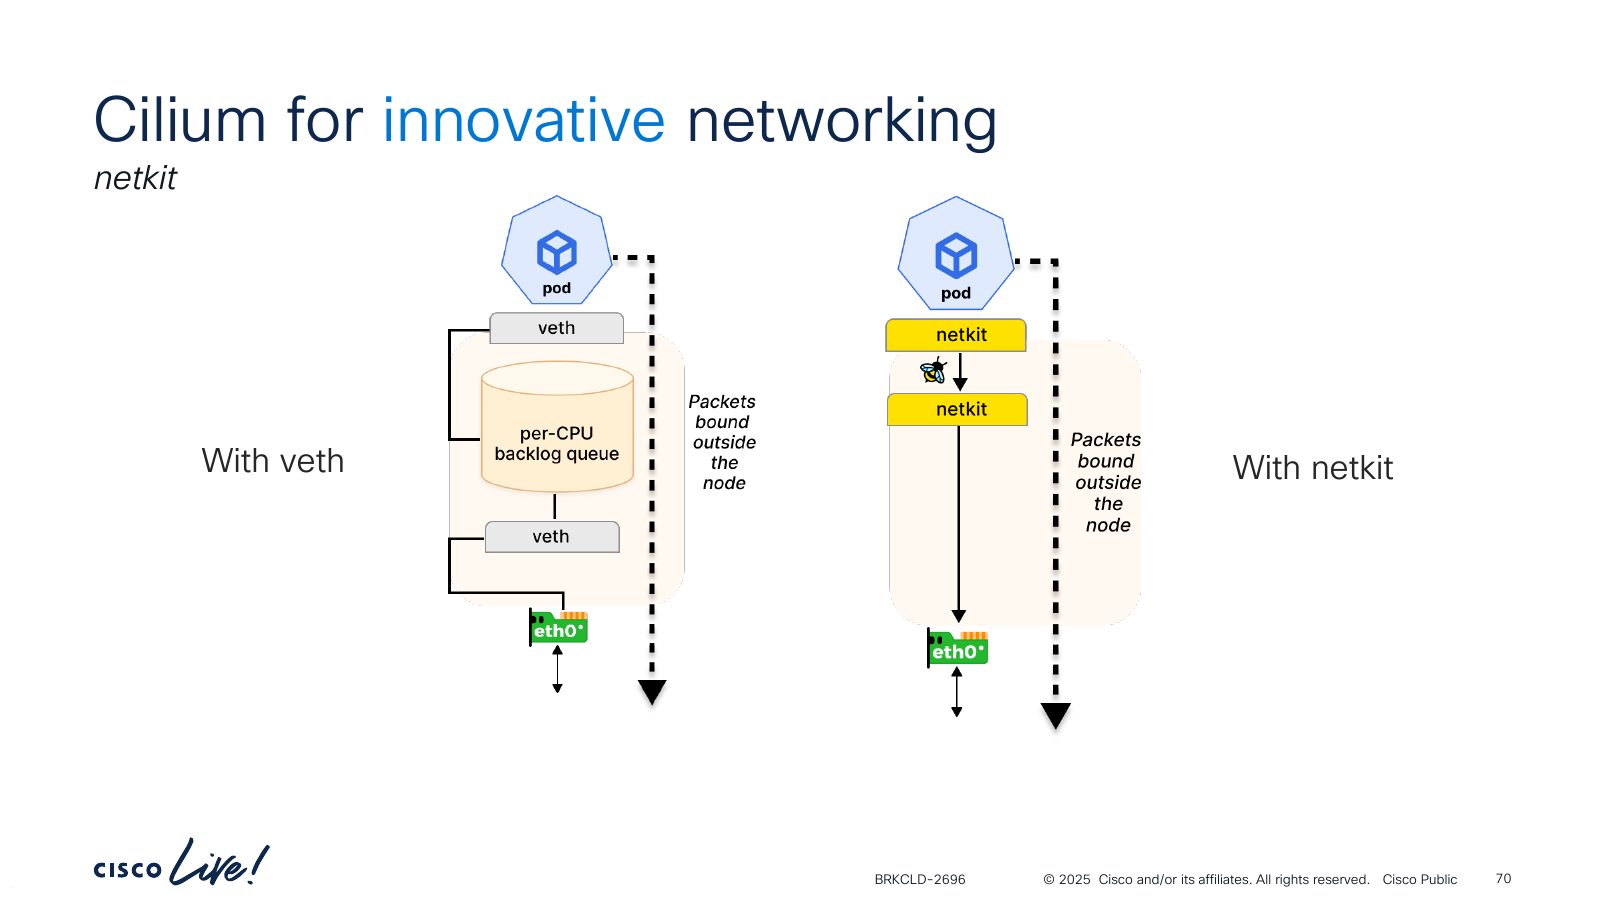 Cilium for innovative networking
netkit
With veth
pod
veth
per-CPU
backlog queue
veth
eth0
Packets
bound
outside
the
node
pod
netkit
netkit
eth0
Packets
bound
outside
the
node
With netkit
CISCO Live!
BRKCLD-2696
© 2025 Cisco and/or its affiliates. All rights reserved. Cisco Public
70